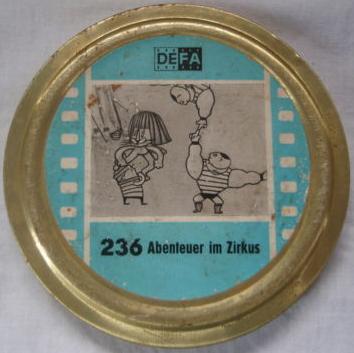 DEFA
236 Abenteuer im Zirkus